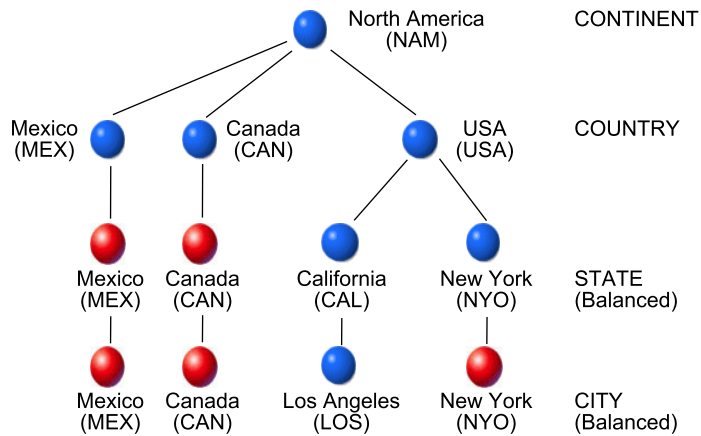 North America
(NAM)
CONTINENT
Mexico
(MEX)
Canada
(CAN)
USA
(USA)
COUNTRY
Mexico
(MEX)
Canada
(CAN)
California
(CAL)
New York
(NYO)
STATE
(Balanced)
Mexico
(MEX)
Canada
(CAN)
Los Angeles
(LOS)
New York
(NYO)
CITY
(Balanced)